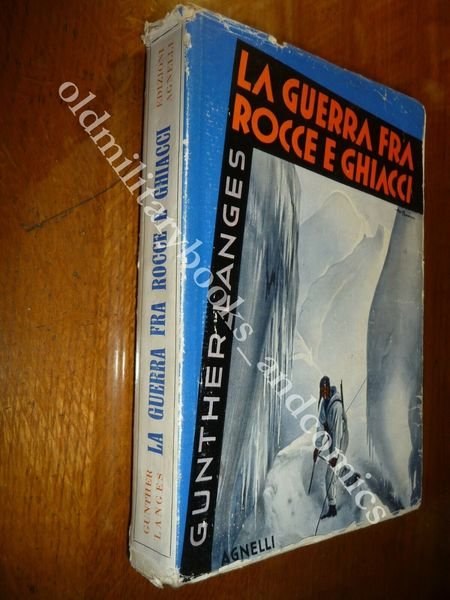 LA GUERRA FRA
ROCCE E GHIACCI
GUNTHER LANGES
AGNELLI
GUNTHER
LANGES
LA GUERRA FRA ROCCE E GHIACCI
EDIZIONI
AGNELLI
oldmilitarybooks_andcomics